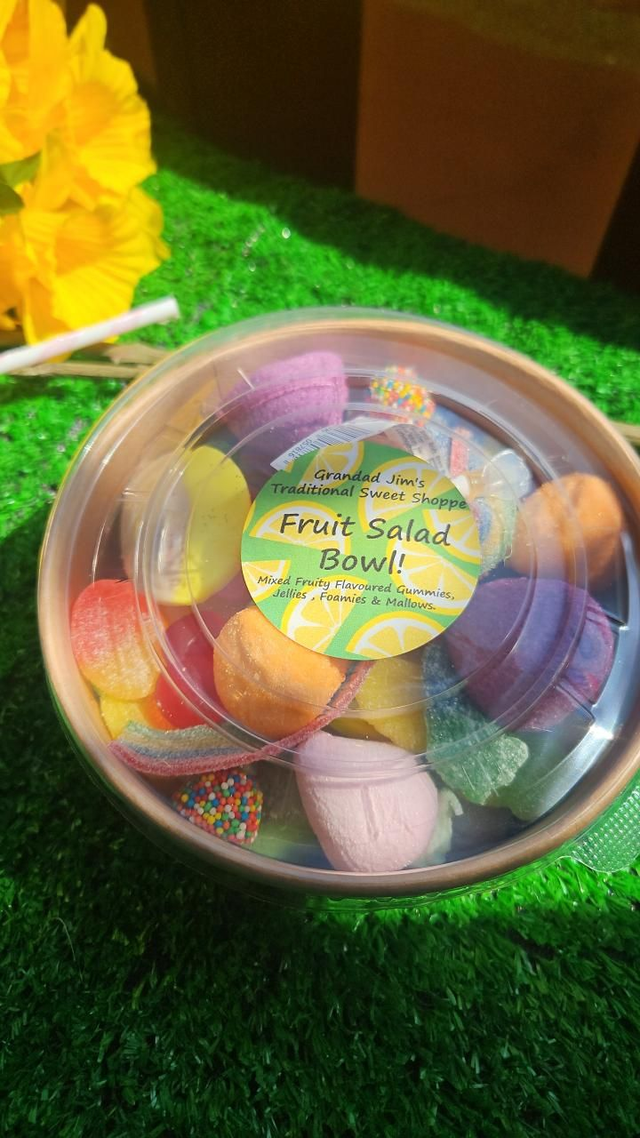 Grandad Jim's
Traditional Sweet Shoppe
Fruit Salad
Bowl!
Mixed Fruity Flavoured Gummies,
Jellies , Foamies & Mallows.